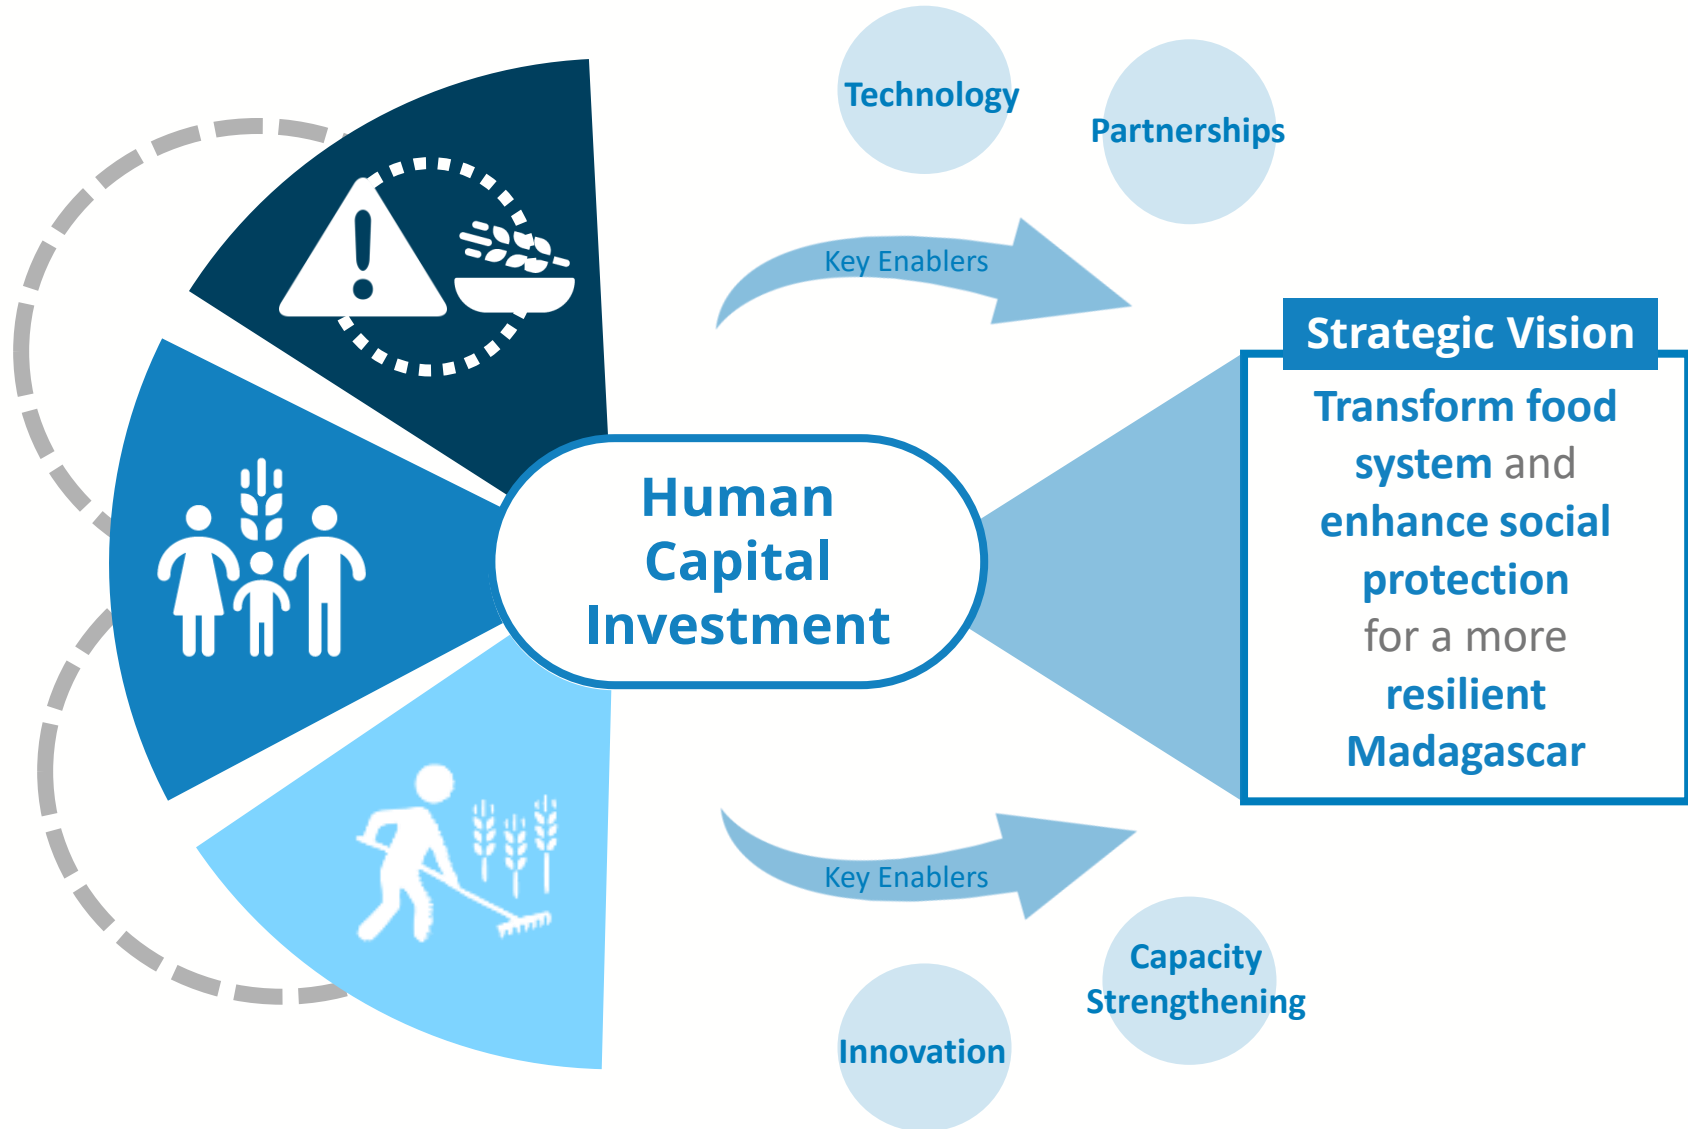 Technology
Partnerships
Key Enablers
Human
Capital
Investment
Strategic Vision
Transform food
system and
enhance social
protection
for a more
resilient
Madagascar
Key Enablers
Capacity
Strengthening
Innovation